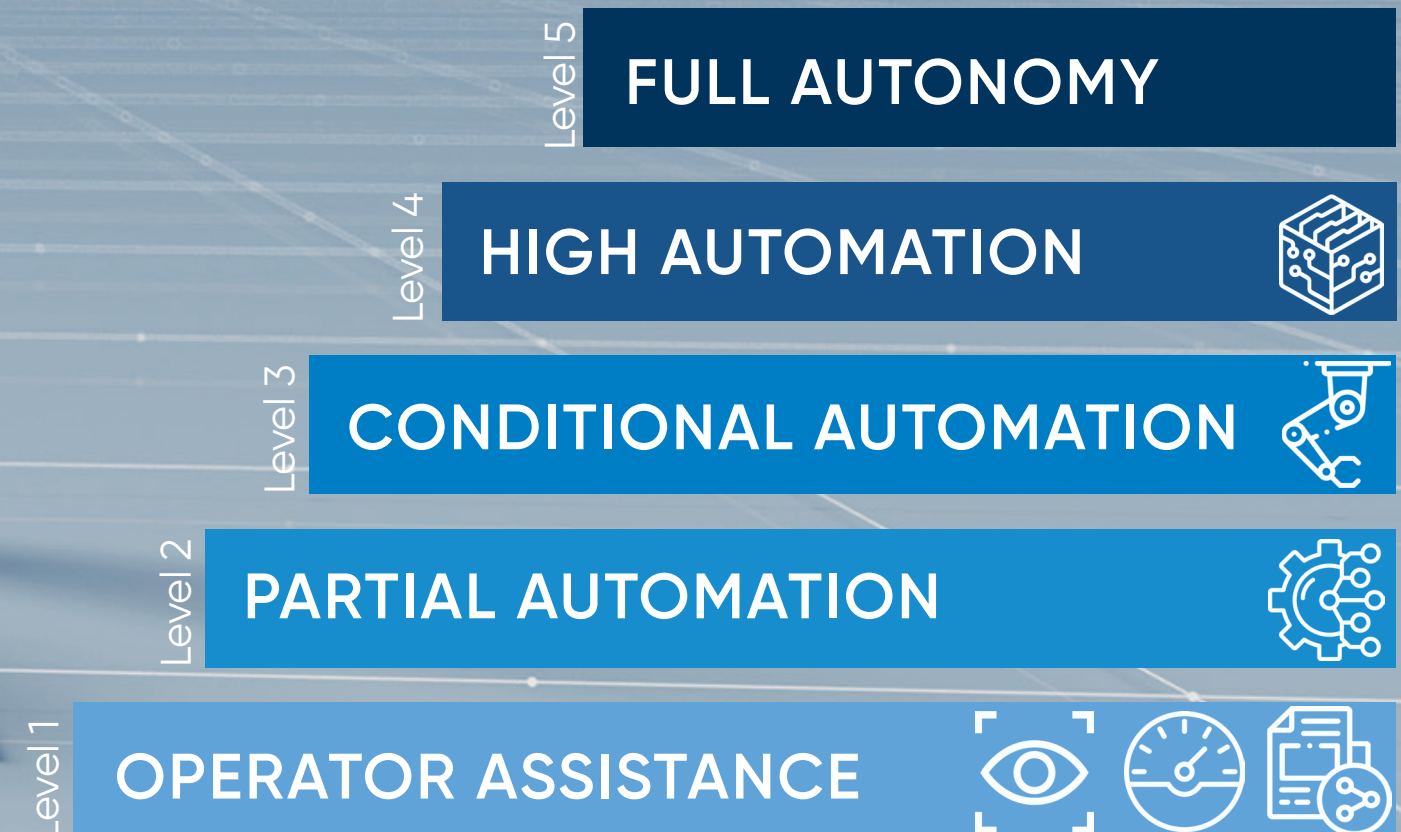 Level 5
FULL AUTONOMY
Level 4
HIGH AUTOMATION
Level 3
CONDITIONAL AUTOMATION
Level 2
PARTIAL AUTOMATION
Level 1
OPERATOR ASSISTANCE